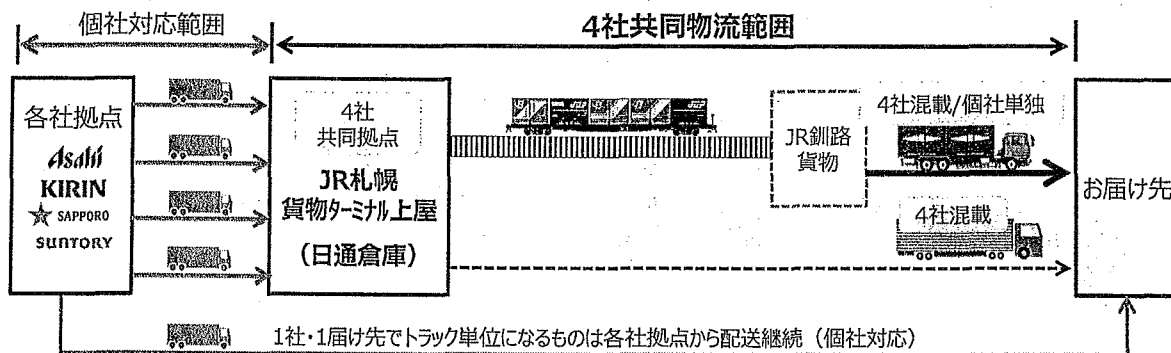 個社対応範囲
4社共同物流範囲
各社拠点
Asahi
KIRIN
SAPPORO
SUNTORY
4社
共同拠点
JR札幌
貨物ターミナル上屋
(日通倉庫)
JR釧路
貨物
4社混載/個社単独
4社混載
お届け先
1社・1届け先でトラック単位になるものは各社拠点から配送継続(個社対応)